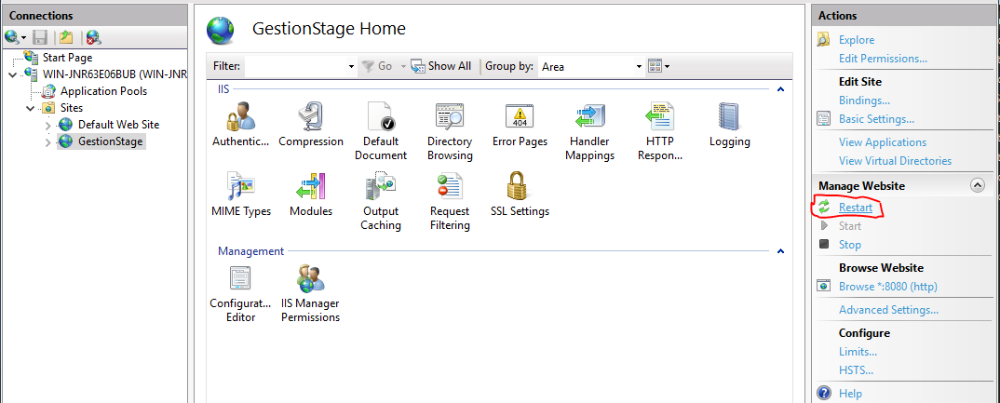 Connections
Start Page
WIN-JNR63E06BUB (WIN-JNR
Application Pools
Sites
Default Web Site
GestionStage
GestionStage Home
Filter:
Go
Show All
Group by:
Area
IIS
Authentic...
Compression
Default
Document
Directory
Browsing
Error Pages
404
Handler
Mappings
HTTP
Respon...
Logging
MIME Types
Modules
Output
Caching
Request
Filtering
SSL Settings
Management
Configurat...
Editor
IIS Manager
Permissions
Actions
Explore
Edit Permissions...
Edit Site
Bindings...
Basic Settings...
View Applications
View Virtual Directories
Manage Website
Restart
Start
Stop
Browse Website
Browse *:8080 (http)
Advanced Settings...
Configure
Limits...
HSTS...
Help